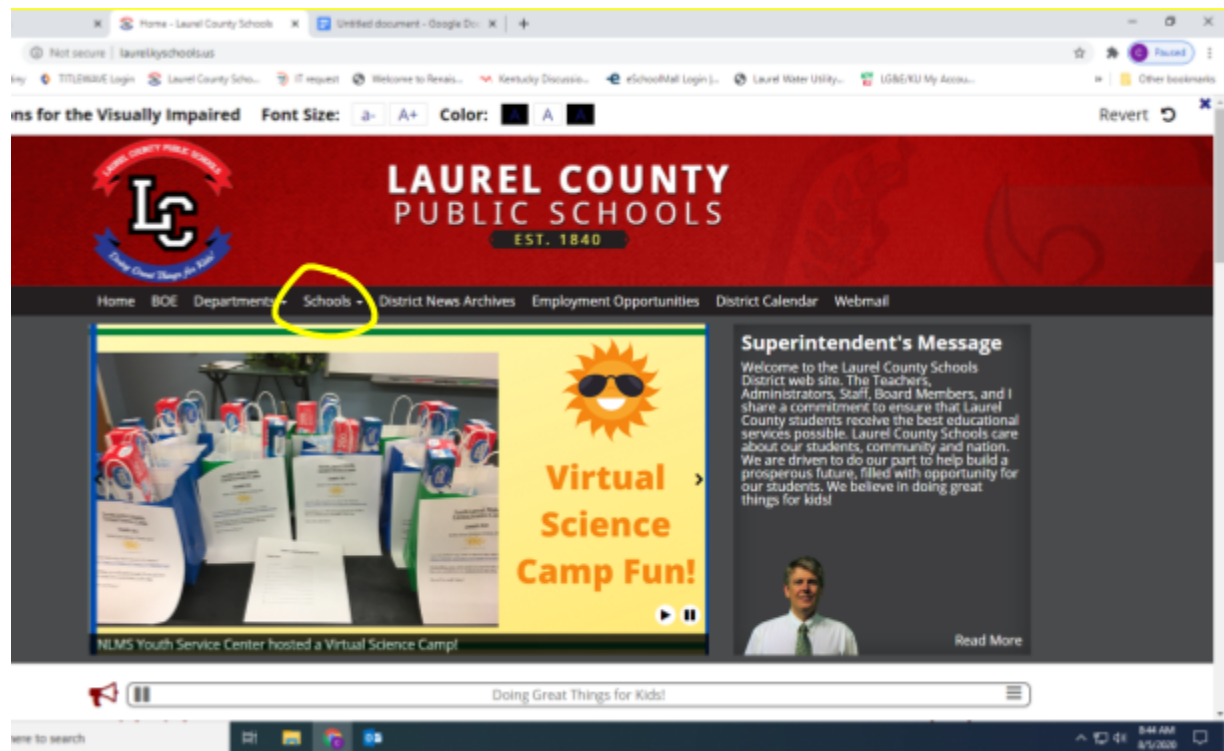 Home - Laurel County Schools
Untitled document - Google Doc
Not secure laurelkyschools.us
TITLEWAVE Login Laurel County Scho... IT request Welcome to Renais... Kentucky Discussio... eSchoolMall Login |... Laurel Water Utility... LG&E/KU My Accou... Other bookmarks
Paused
ons for the Visually Impaired Font Size: a- A+ Color: A A A Revert
LAUREL COUNTY PUBLIC SCHOOLS
LC
Doing Great Things for Kids!
LAUREL COUNTY
PUBLIC SCHOOLS
EST. 1840
Home BOE Departments Schools District News Archives Employment Opportunities District Calendar Webmail
Virtual
Science
Camp Fun!
NLMS Youth Service Center hosted a Virtual Science Camp!
Superintendent's Message
Welcome to the Laurel County Schools
District web site. The Teachers,
Administrators, Staff, Board Members, and I
share a commitment to ensure that Laurel
County students receive the best educational
services possible. Laurel County Schools care
about our students, community and nation.
We are driven to do our part to help build a
prosperous future, filled with opportunity for
our students. We believe in doing great
things for kids!
Read More
Doing Great Things for Kids!
here to search
8:44 AM
8/5/2020